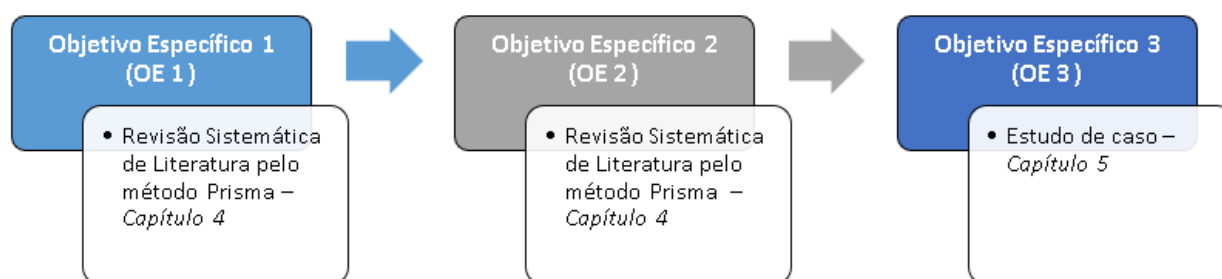 Objetivo Específico 1
(OE 1)
• Revisão Sistemática
de Literatura pelo
método Prisma –
Capítulo 4
Objetivo Específico 2
(OE 2)
• Revisão Sistemática
de Literatura pelo
método Prisma –
Capítulo 4
Objetivo Específico 3
(OE 3)
• Estudo de caso –
Capítulo 5